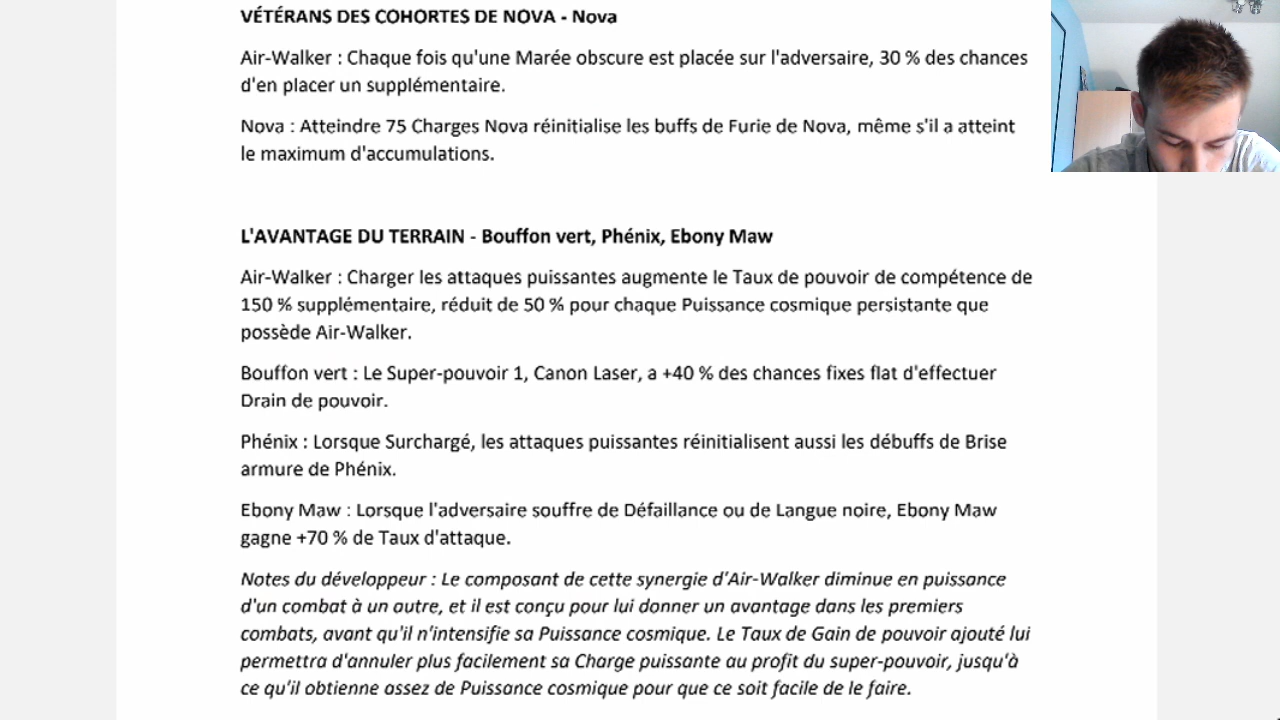 VÉTÉRANS DES COHORTES DE NOVA - Nova
Air-Walker : Chaque fois qu'une Marée obscure est placée sur l'adversaire, 30 % des chances
d'en placer un supplémentaire.
Nova : Atteindre 75 Charges Nova réinitialise les buffs de Furie de Nova, même s'il a atteint
le maximum d'accumulations.
L'AVANTAGE DU TERRAIN - Bouffon vert, Phénix, Ebony Maw
Air-Walker : Charger les attaques puissantes augmente le Taux de pouvoir de compétence de
150 % supplémentaire, réduit de 50 % pour chaque Puissance cosmique persistante que
possède Air-Walker.
Bouffon vert : Le Super-pouvoir 1, Canon Laser, a +40 % des chances fixes flat d'effectuer
Drain de pouvoir.
Phénix : Lorsque Surchargé, les attaques puissantes réinitialisent aussi les débuffs de Brise
armure de Phénix.
Ebony Maw : Lorsque l'adversaire souffre de Défaillance ou de Langue noire, Ebony Maw
gagne +70 % de Taux d'attaque.
Notes du développeur : Le composant de cette synergie d'Air-Walker diminue en puissance
d'un combat à un autre, et il est conçu pour lui donner un avantage dans les premiers
combats, avant qu'il n'intensifie sa Puissance cosmique. Le Taux de Gain de pouvoir ajouté lui
permettra d'annuler plus facilement sa Charge puissante au profit du super-pouvoir, jusqu'à
ce qu'il obtienne assez de Puissance cosmique pour que ce soit facile de le faire.